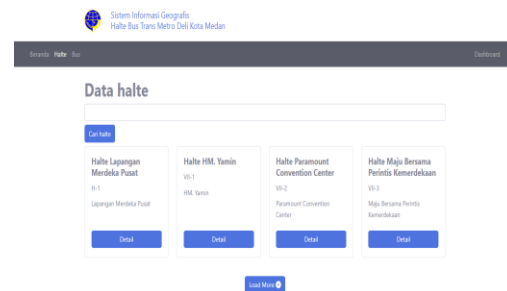 Sistem Informasi Geografis
Halte Bus Trans Metro Deli Kota Medan
Beranda Halte Bus
Dashboard
Data halte
Cari halte
Halte Lapangan
Merdeka Pusat
H-1
Lapangan Merdeka Pusat
Detail
Halte HM. Yamin
VII-1
HM. Yamin
Detail
Halte Paramount
Convention Center
VII-2
Paramount Convention
Center
Detail
Halte Maju Bersama
Perintis Kemerdekaan
VII-3
Maju Bersama Perintis
Kemerdekaan
Detail
Load More